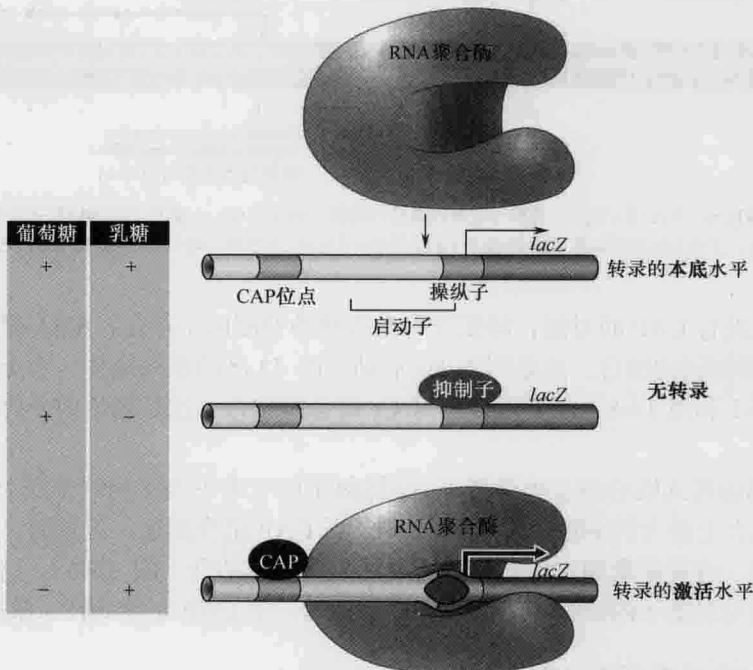 RNA聚合酶
葡萄糖 乳糖
+ + lacZ 转录的本底水平
CAP位点 操纵子
启动子
+ − 抑制子 lacZ 无转录
RNA聚合酶
CAP
− + lacZ 转录的激活水平